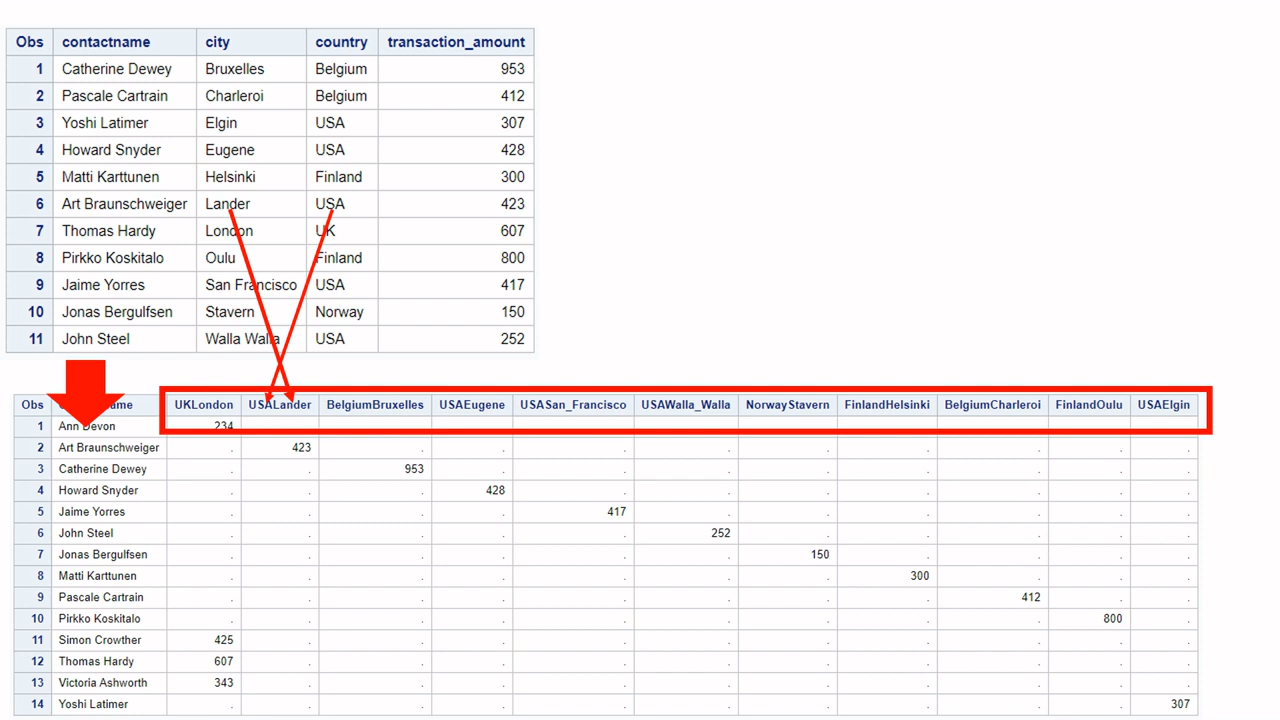 Obs contactname city country transaction_amount
1 Catherine Dewey Bruxelles Belgium 953
2 Pascale Cartrain Charleroi Belgium 412
3 Yoshi Latimer Elgin USA 307
4 Howard Snyder Eugene USA 428
5 Matti Karttunen Helsinki Finland 300
6 Art Braunschweiger Lander USA 423
7 Thomas Hardy London UK 607
8 Pirkko Koskitalo Oulu Finland 800
9 Jaime Yorres San Francisco USA 417
10 Jonas Bergulfsen Stavern Norway 150
11 John Steel Walla Walla USA 252
Obs name UKLondon USALander BelgiumBruxelles USAEugene USASan_Francisco USAWalla_Walla NorwayStavern FinlandHelsinki BelgiumCharleroi FinlandOulu USAElgin
1 Ann Devon 234
2 Art Braunschweiger . 423 . . . . . . . . .
3 Catherine Dewey . . 953 . . . . . . . .
4 Howard Snyder . . . 428 . . . . . . .
5 Jaime Yorres . . . . 417 . . . . . .
6 John Steel . . . . . 252 . . . . .
7 Jonas Bergulfsen . . . . . . 150 . . . .
8 Matti Karttunen . . . . . . . 300 . . .
9 Pascale Cartrain . . . . . . . . 412 . .
10 Pirkko Koskitalo . . . . . . . . . 800 .
11 Simon Crowther 425 . . . . . . . . . .
12 Thomas Hardy 607 . . . . . . . . . .
13 Victoria Ashworth 343 . . . . . . . . . .
14 Yoshi Latimer . . . . . . . . . . 307